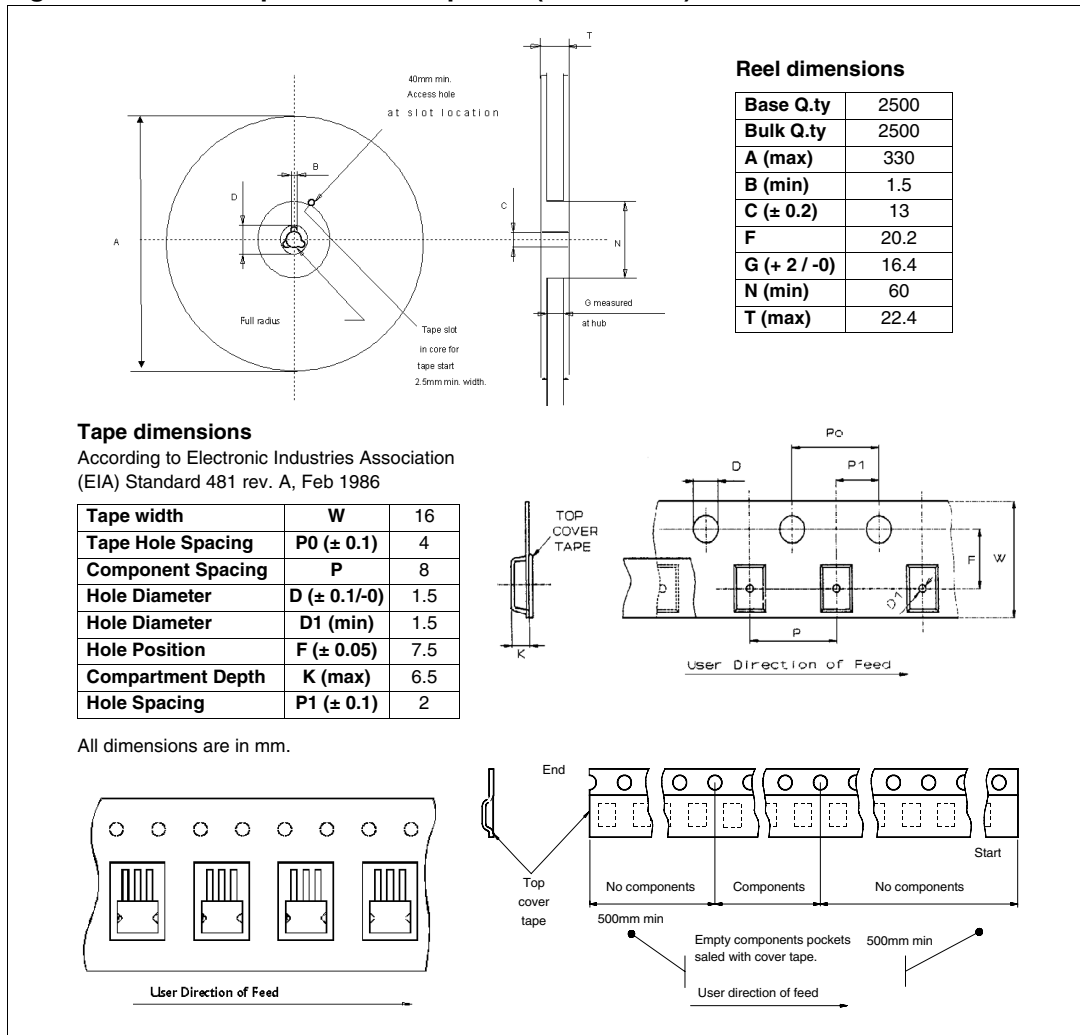 T
40mm min.
Access hole
at slot location
B
D
C
A
N
G measured
at hub
Full radius
Tape slot
in core for
tape start
2.5mm min. width.
Reel dimensions
Base Q.ty 2500
Bulk Q.ty 2500
A (max) 330
B (min) 1.5
C (± 0.2) 13
F 20.2
G (+ 2 / -0) 16.4
N (min) 60
T (max) 22.4
Tape dimensions
According to Electronic Industries Association
(EIA) Standard 481 rev. A, Feb 1986
Tape width W 16
Tape Hole Spacing P0 (± 0.1) 4
Component Spacing P 8
Hole Diameter D (± 0.1/-0) 1.5
Hole Diameter D1 (min) 1.5
Hole Position F (± 0.05) 7.5
Compartment Depth K (max) 6.5
Hole Spacing P1 (± 0.1) 2
All dimensions are in mm.
Po
D
P1
TOP
COVER
TAPE
F
W
D1
P
K
User Direction of Feed
User Direction of Feed
End
Start
Top
cover
tape
No components
Components
No components
500mm min
Empty components pockets
saled with cover tape.
500mm min
User direction of feed